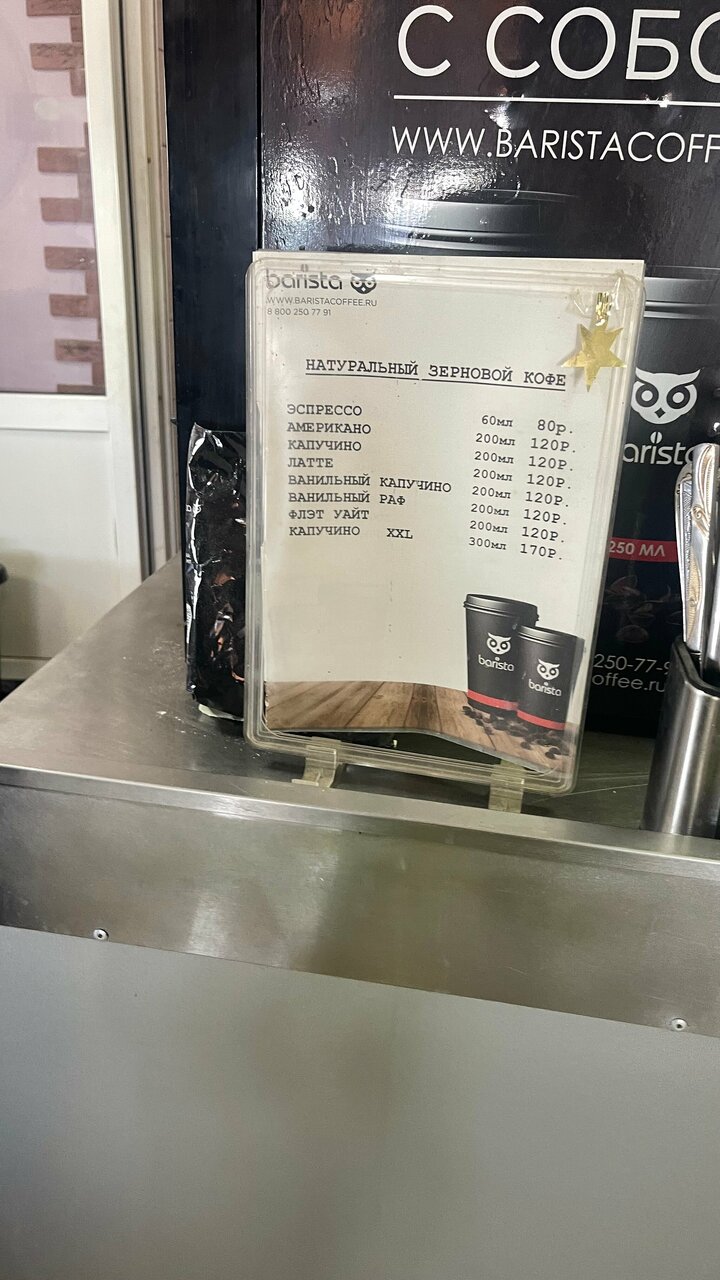 С СОБО
WWW.BARISTACOFF
barista
WWW.BARISTACOFFEE.RU
8 800 250 77 91
НАТУРАЛЬНЫЙ ЗЕРНОВОЙ КОФЕ
ЭСПРЕССО 60мл 80р.
АМЕРИКАНО 200мл 120Р.
КАПУЧИНО 200мл 120Р.
ЛАТТЕ 200мл 120Р.
ВАНИЛЬНЫЙ КАПУЧИНО 200мл 120Р.
ВАНИЛЬНЫЙ РАФ 200мл 120Р.
ФЛЭТ УАЙТ 200мл 120Р.
КАПУЧИНО XXL 300мл 170Р.
barista
barista
arista
250 МЛ
250-77-9
offee.ru